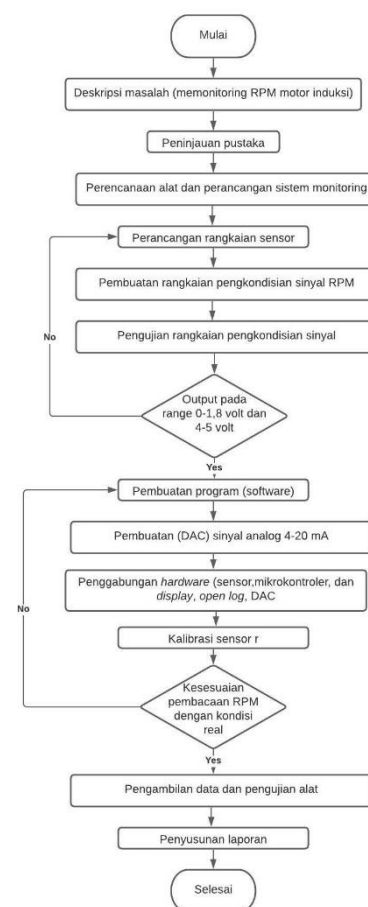 Mulai
Deskripsi masalah (memonitoring RPM motor induksi)
Peninjauan pustaka
Perencanaan alat dan perancangan sistem monitoring
Perancangan rangkaian sensor
Pembuatan rangkaian pengkondisian sinyal RPM
No
Pengujian rangkaian pengkondisian sinyal
Output pada
range 0-1,8 volt dan
4-5 volt
Yes
Pembuatan program (software)
Pembuatan (DAC) sinyal analog 4-20 mA
Penggabungan hardware (sensor,mikrokontroler, dan
display, open log, DAC
No
Kalibrasi sensor r
Kesesuaian
pembacaan RPM
dengan kondisi
real
Yes
Pengambilan data dan pengujian alat
Penyusunan laporan
Selesai